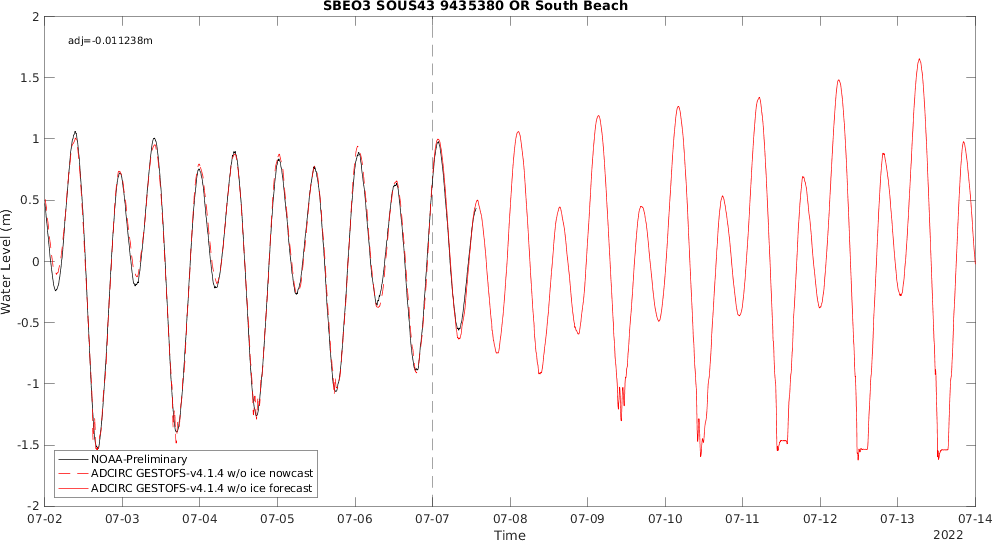 SBEO3 SOUS43 9435380 OR South Beach
adj=-0.011238m
2
1.5
1
0.5
0
-0.5
-1
-1.5
-2
Water Level (m)
NOAA-Preliminary
ADCIRC GESTOFS-v4.1.4 w/o ice nowcast
ADCIRC GESTOFS-v4.1.4 w/o ice forecast
07-02 07-03 07-04 07-05 07-06 07-07 07-08 07-09 07-10 07-11 07-12 07-13 07-14
Time
2022